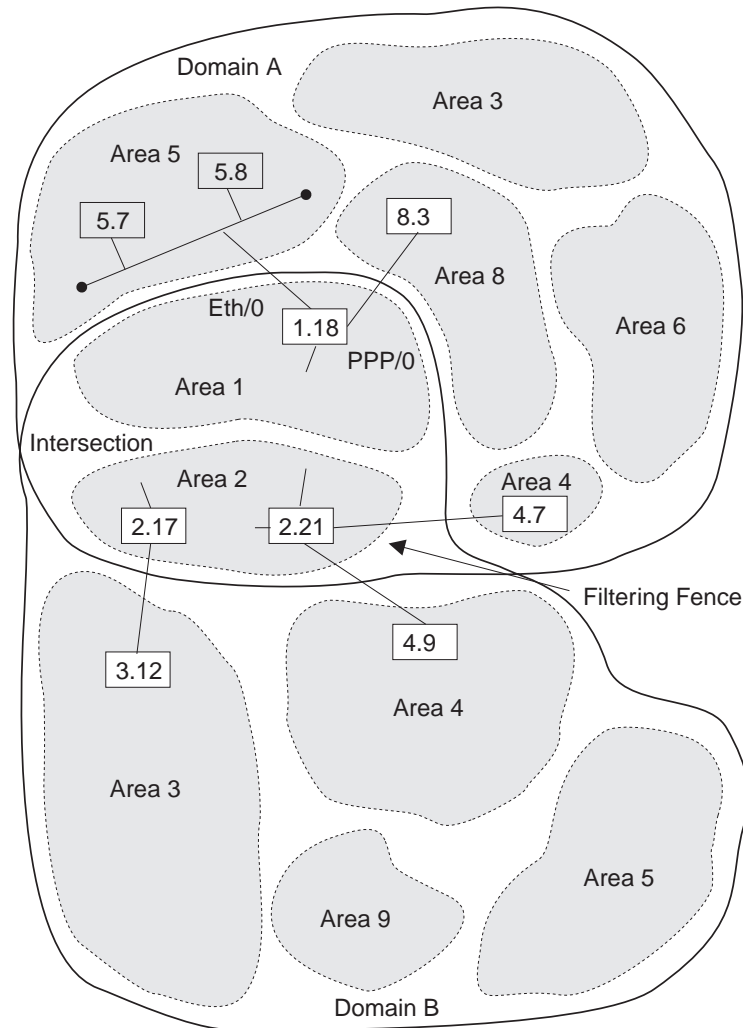 Domain A
Area 3
Area 5
5.8
5.7
8.3
Area 8
Eth/0
1.18
PPP/0
Area 6
Area 1
Intersection
Area 2
Area 4
2.17
2.21
4.7
Filtering Fence
4.9
3.12
Area 4
Area 3
Area 5
Area 9
Domain B